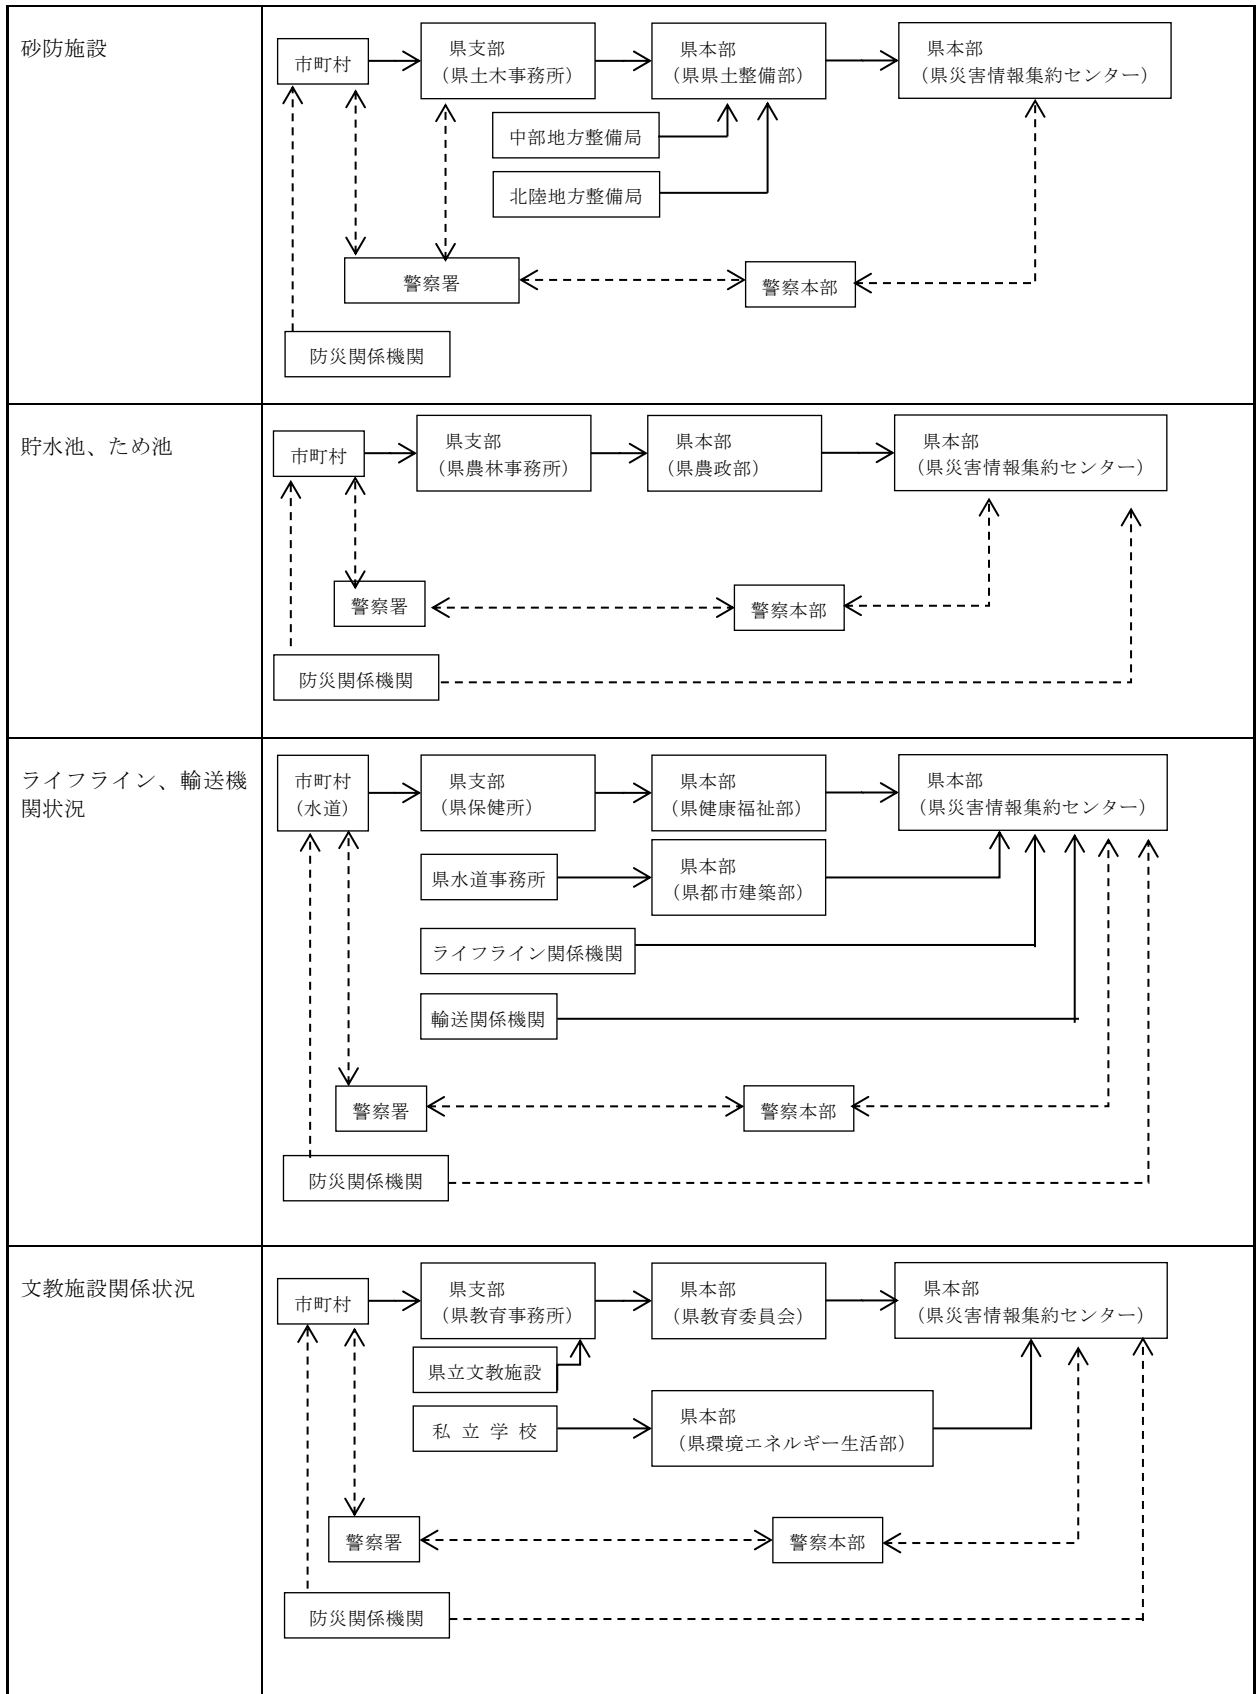 砂防施設
市町村
県支部
（県土木事務所）
県本部
（県県土整備部）
県本部
（県災害情報集約センター）
中部地方整備局
北陸地方整備局
警察署
警察本部
防災関係機関
貯水池、ため池
市町村
県支部
（県農林事務所）
県本部
（県農政部）
県本部
（県災害情報集約センター）
警察署
警察本部
防災関係機関
ライフライン、輸送機
関状況
市町村
（水道）
県支部
（県保健所）
県本部
（県健康福祉部）
県本部
（県災害情報集約センター）
県水道事務所
県本部
（県都市建築部）
ライフライン関係機関
輸送関係機関
警察署
警察本部
防災関係機関
文教施設関係状況
市町村
県支部
（県教育事務所）
県本部
（県教育委員会）
県本部
（県災害情報集約センター）
県立文教施設
私 立 学 校
県本部
（県環境エネルギー生活部）
警察署
警察本部
防災関係機関